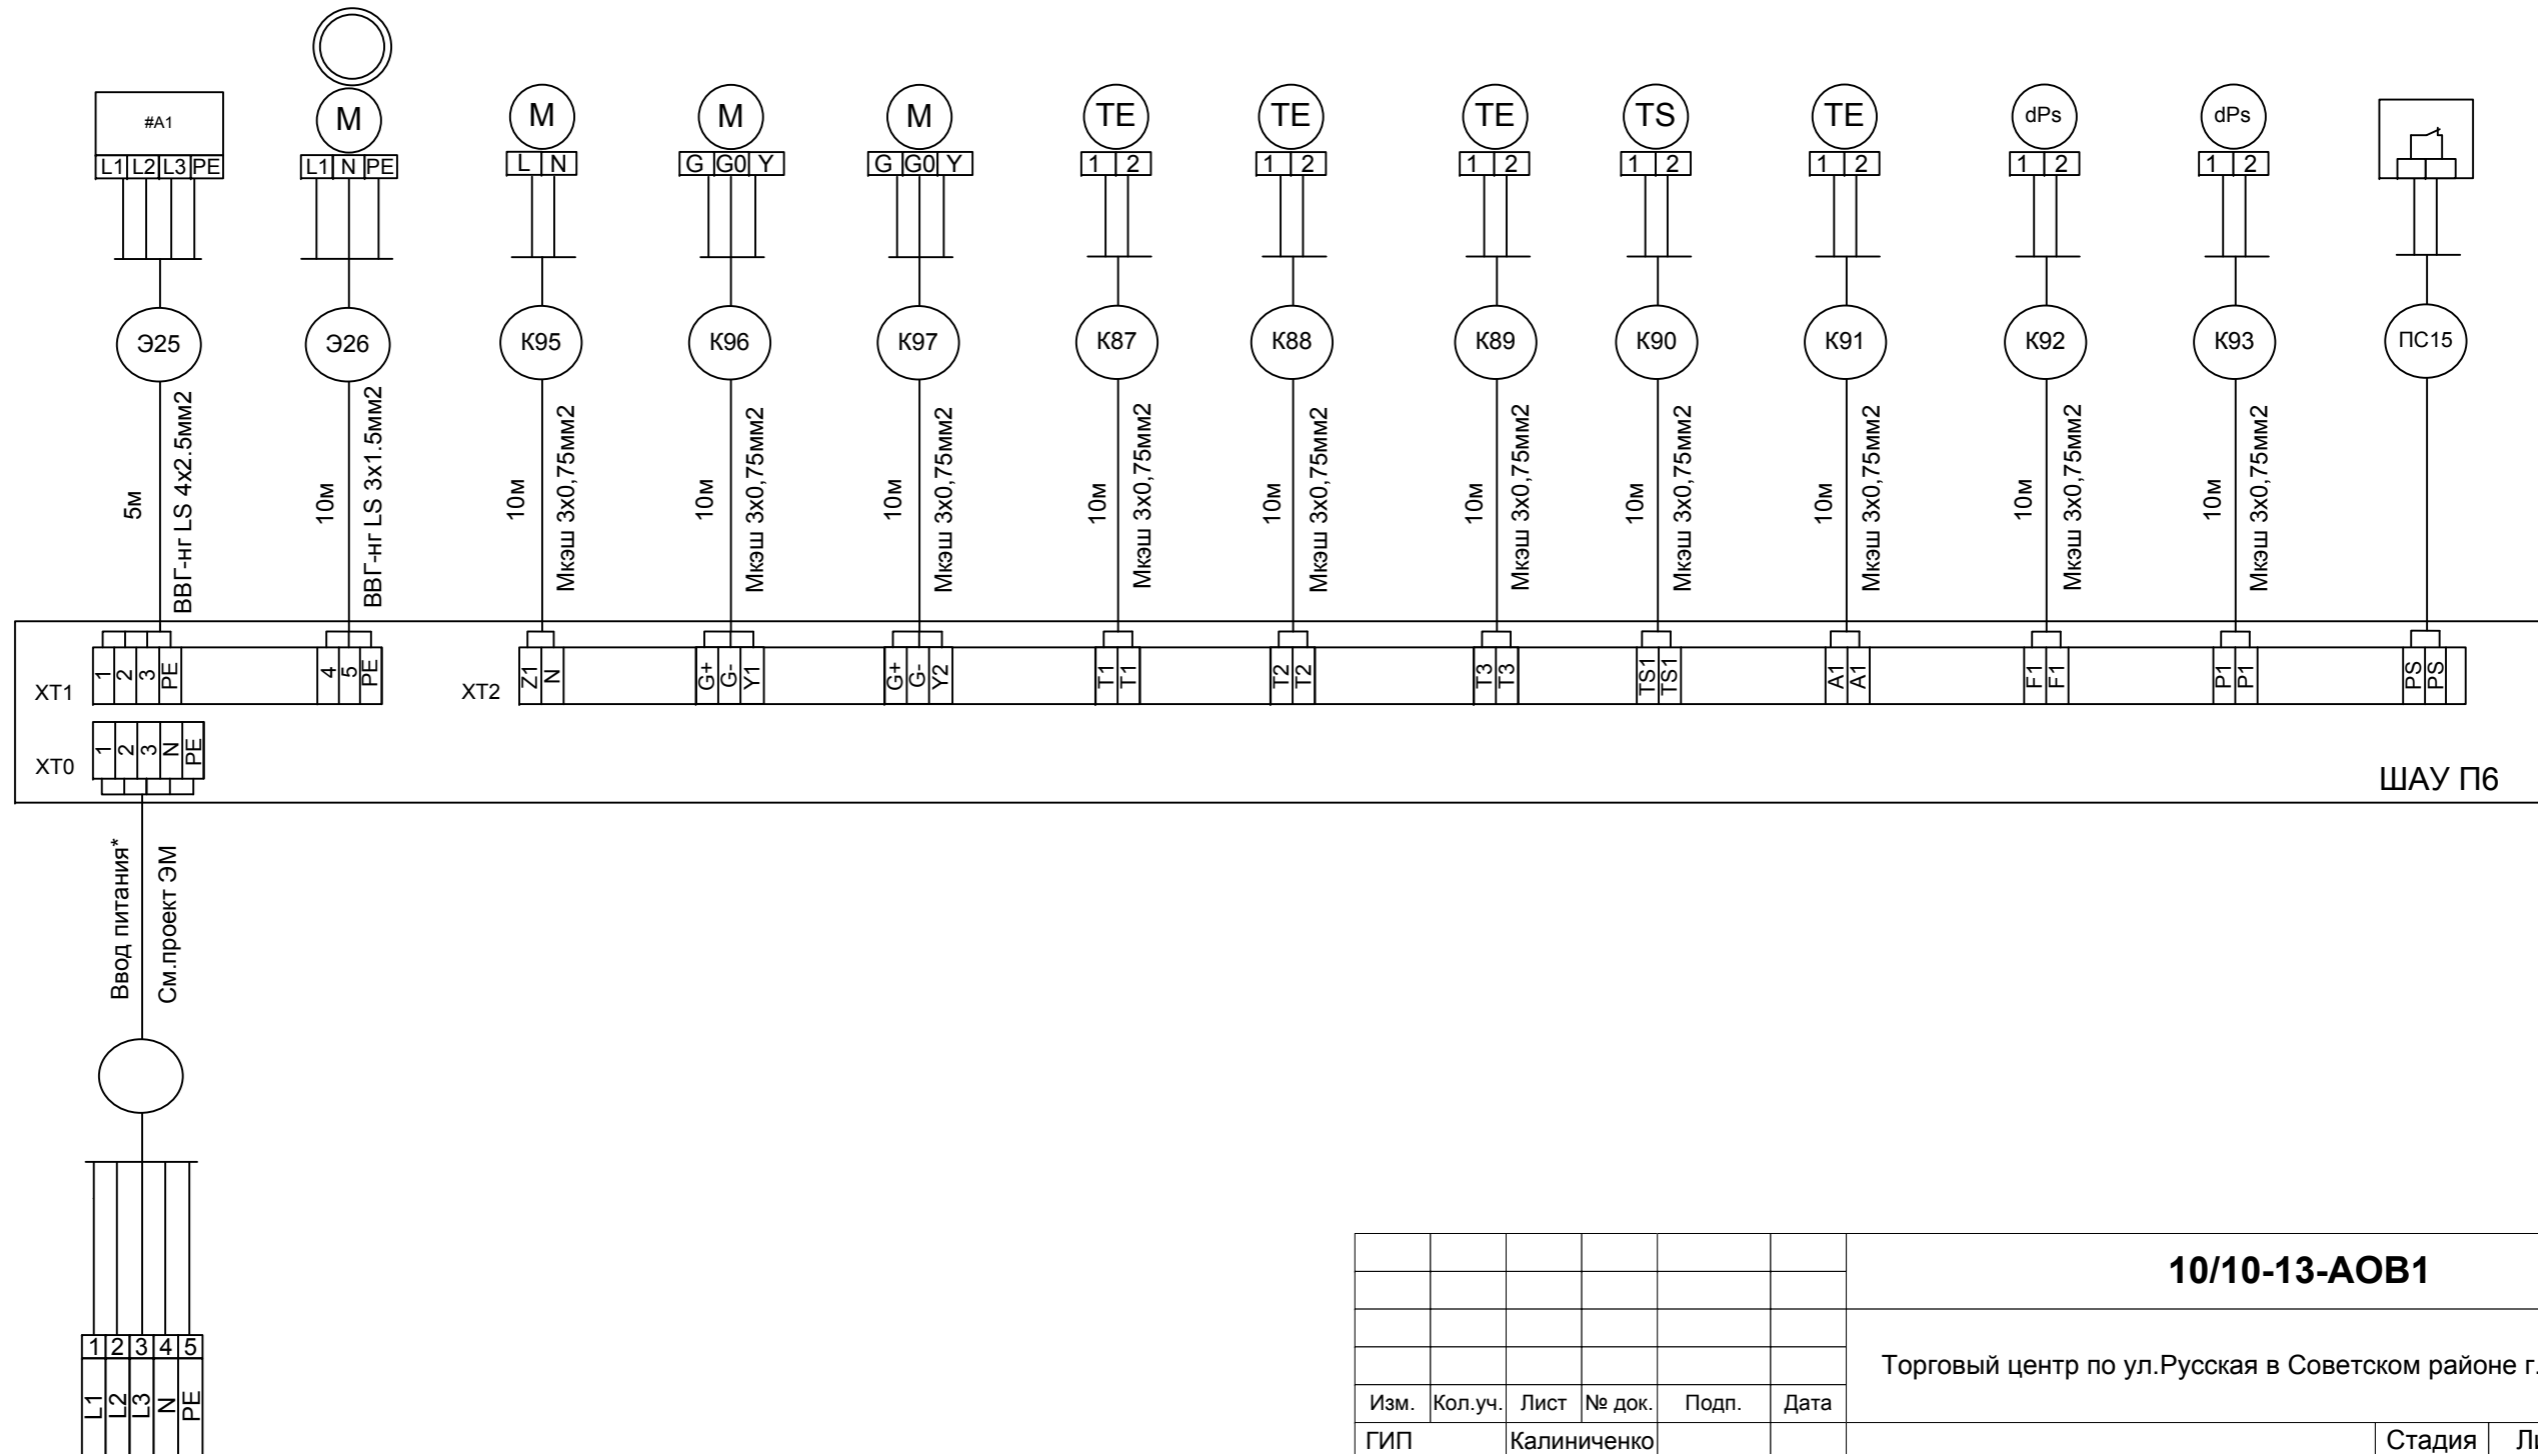 #A1
M
M
M
M
TE
TE
TE
TS
TE
dPs
dPs
L1 L2 L3 PE
L1 N PE
L N
G G0 Y
G G0 Y
1 2
1 2
1 2
1 2
1 2
1 2
1 2
Э25
Э26
К95
К96
К97
К87
К88
К89
К90
К91
К92
К93
ПС15
5м
ВВГ-нг LS 4х2.5мм2
10м
ВВГ-нг LS 3х1.5мм2
10м
Мкэш 3х0,75мм2
10м
Мкэш 3х0,75мм2
10м
Мкэш 3х0,75мм2
10м
Мкэш 3х0,75мм2
10м
Мкэш 3х0,75мм2
10м
Мкэш 3х0,75мм2
10м
Мкэш 3х0,75мм2
10м
Мкэш 3х0,75мм2
10м
Мкэш 3х0,75мм2
10м
Мкэш 3х0,75мм2
XT1
1 2 3 PE
4 5 PE
XT2
Z1 N
G+ G- Y1
G+ G- Y2
T1 T1
T2 T2
T3 T3
TS1 TS1
A1 A1
F1 F1
P1 P1
PS PS
XT0
1 2 3 N PE
ШАУ П6
Ввод питания*
См.проект ЭМ
1 2 3 4 5
L1 L2 L3 N PE
10/10-13-АОВ1
Торговый центр по ул.Русская в Советском районе г.
Изм. Кол.уч. Лист № док. Подп. Дата
ГИП Калиниченко
Стадия